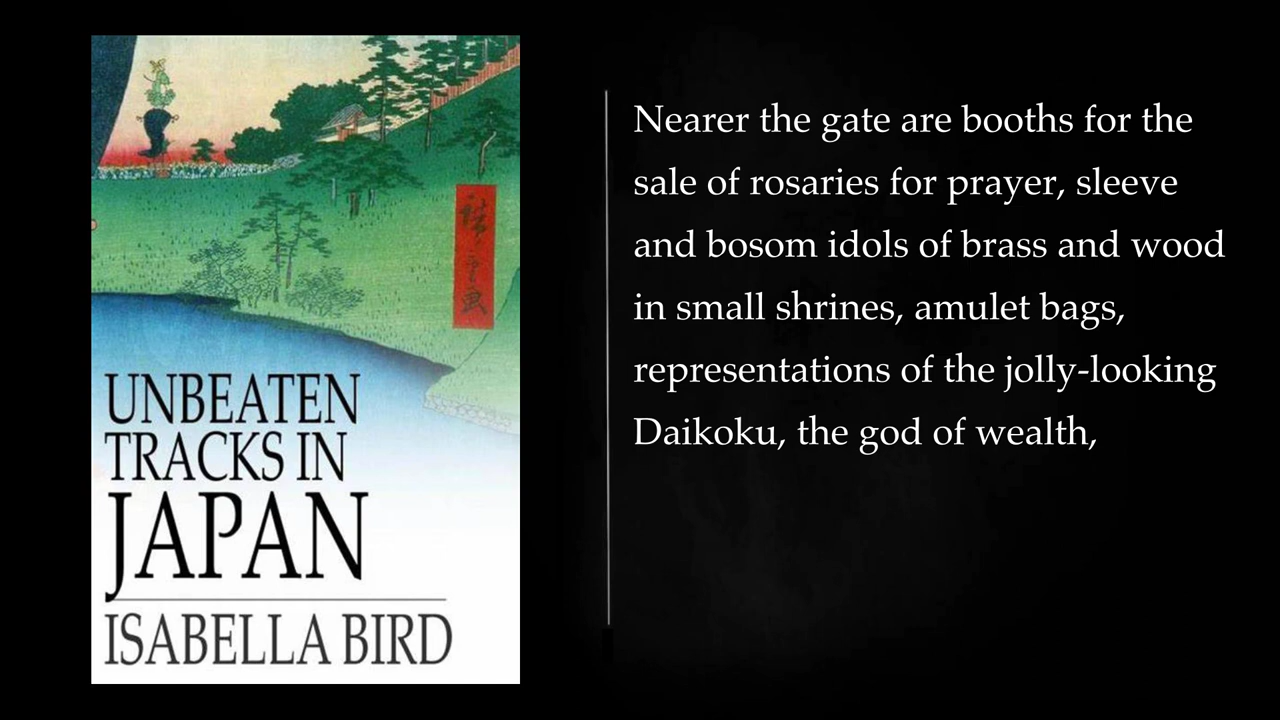 UNBEATEN
TRACKS IN
JAPAN
ISABELLA BIRD
Nearer the gate are booths for the
sale of rosaries for prayer, sleeve
and bosom idols of brass and wood
in small shrines, amulet bags,
representations of the jolly-looking
Daikoku, the god of wealth,